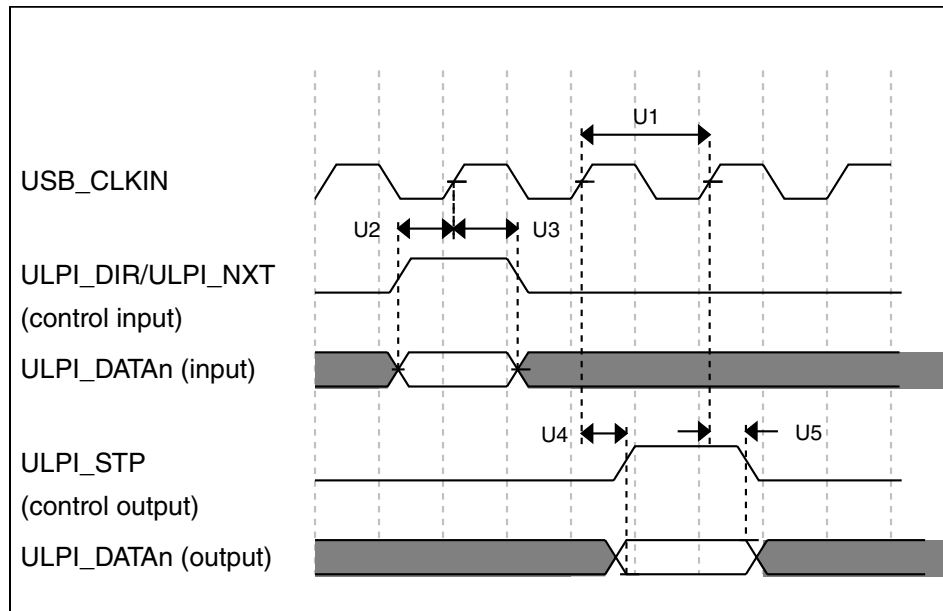 U1
USB_CLKIN
U2
U3
ULPI_DIR/ULPI_NXT
(control input)
ULPI_DATAn (input)
U4
U5
ULPI_STP
(control output)
ULPI_DATAn (output)